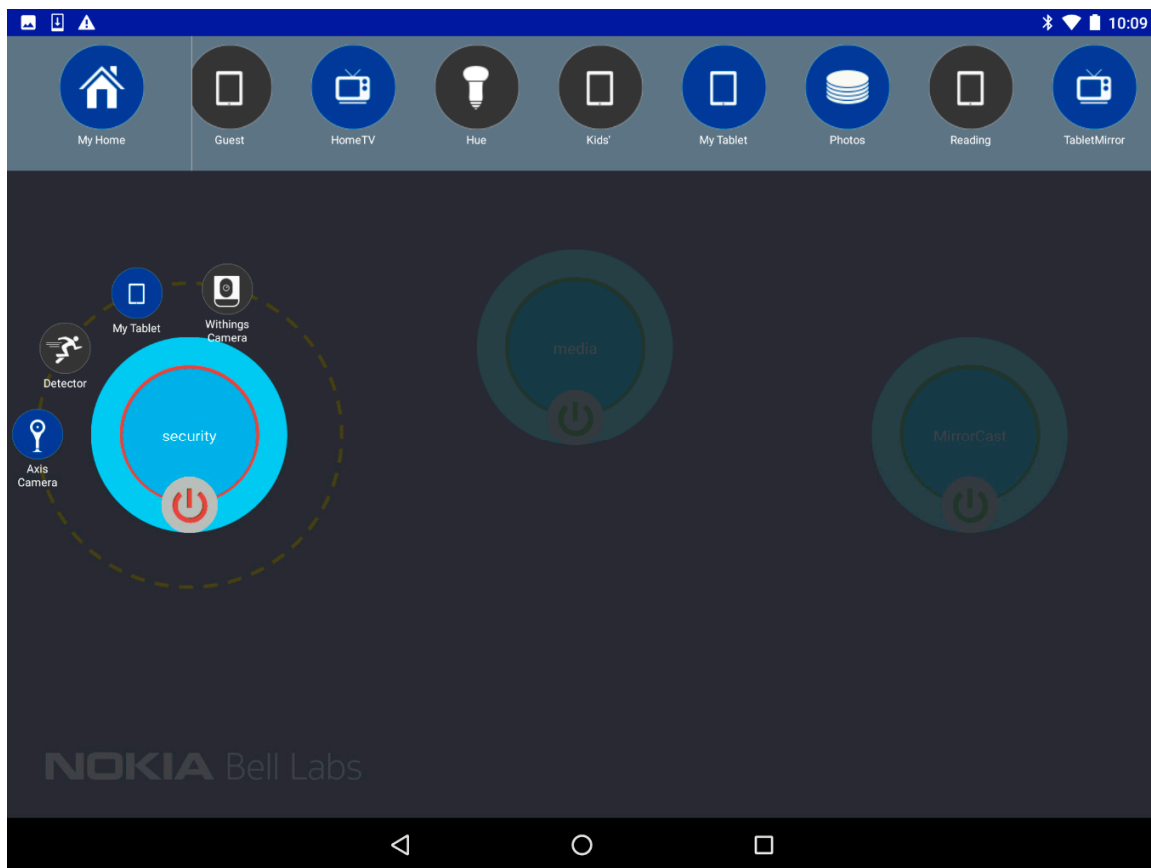 10:09
My Home
Guest
HomeTV
Hue
Kids'
My Tablet
Photos
Reading
TabletMirror
My Tablet
Withings
Camera
Detector
Axis
Camera
security
media
MirrorCast
NOKIA Bell Labs